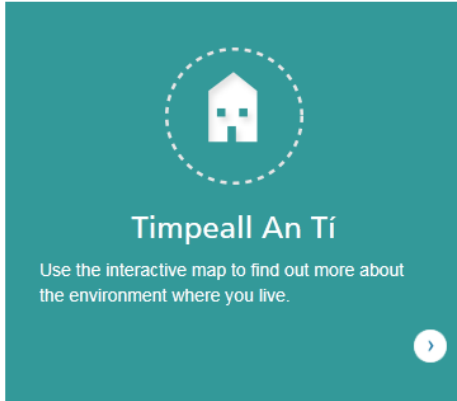 Timpeall An Tí
Use the interactive map to find out more about
the environment where you live.